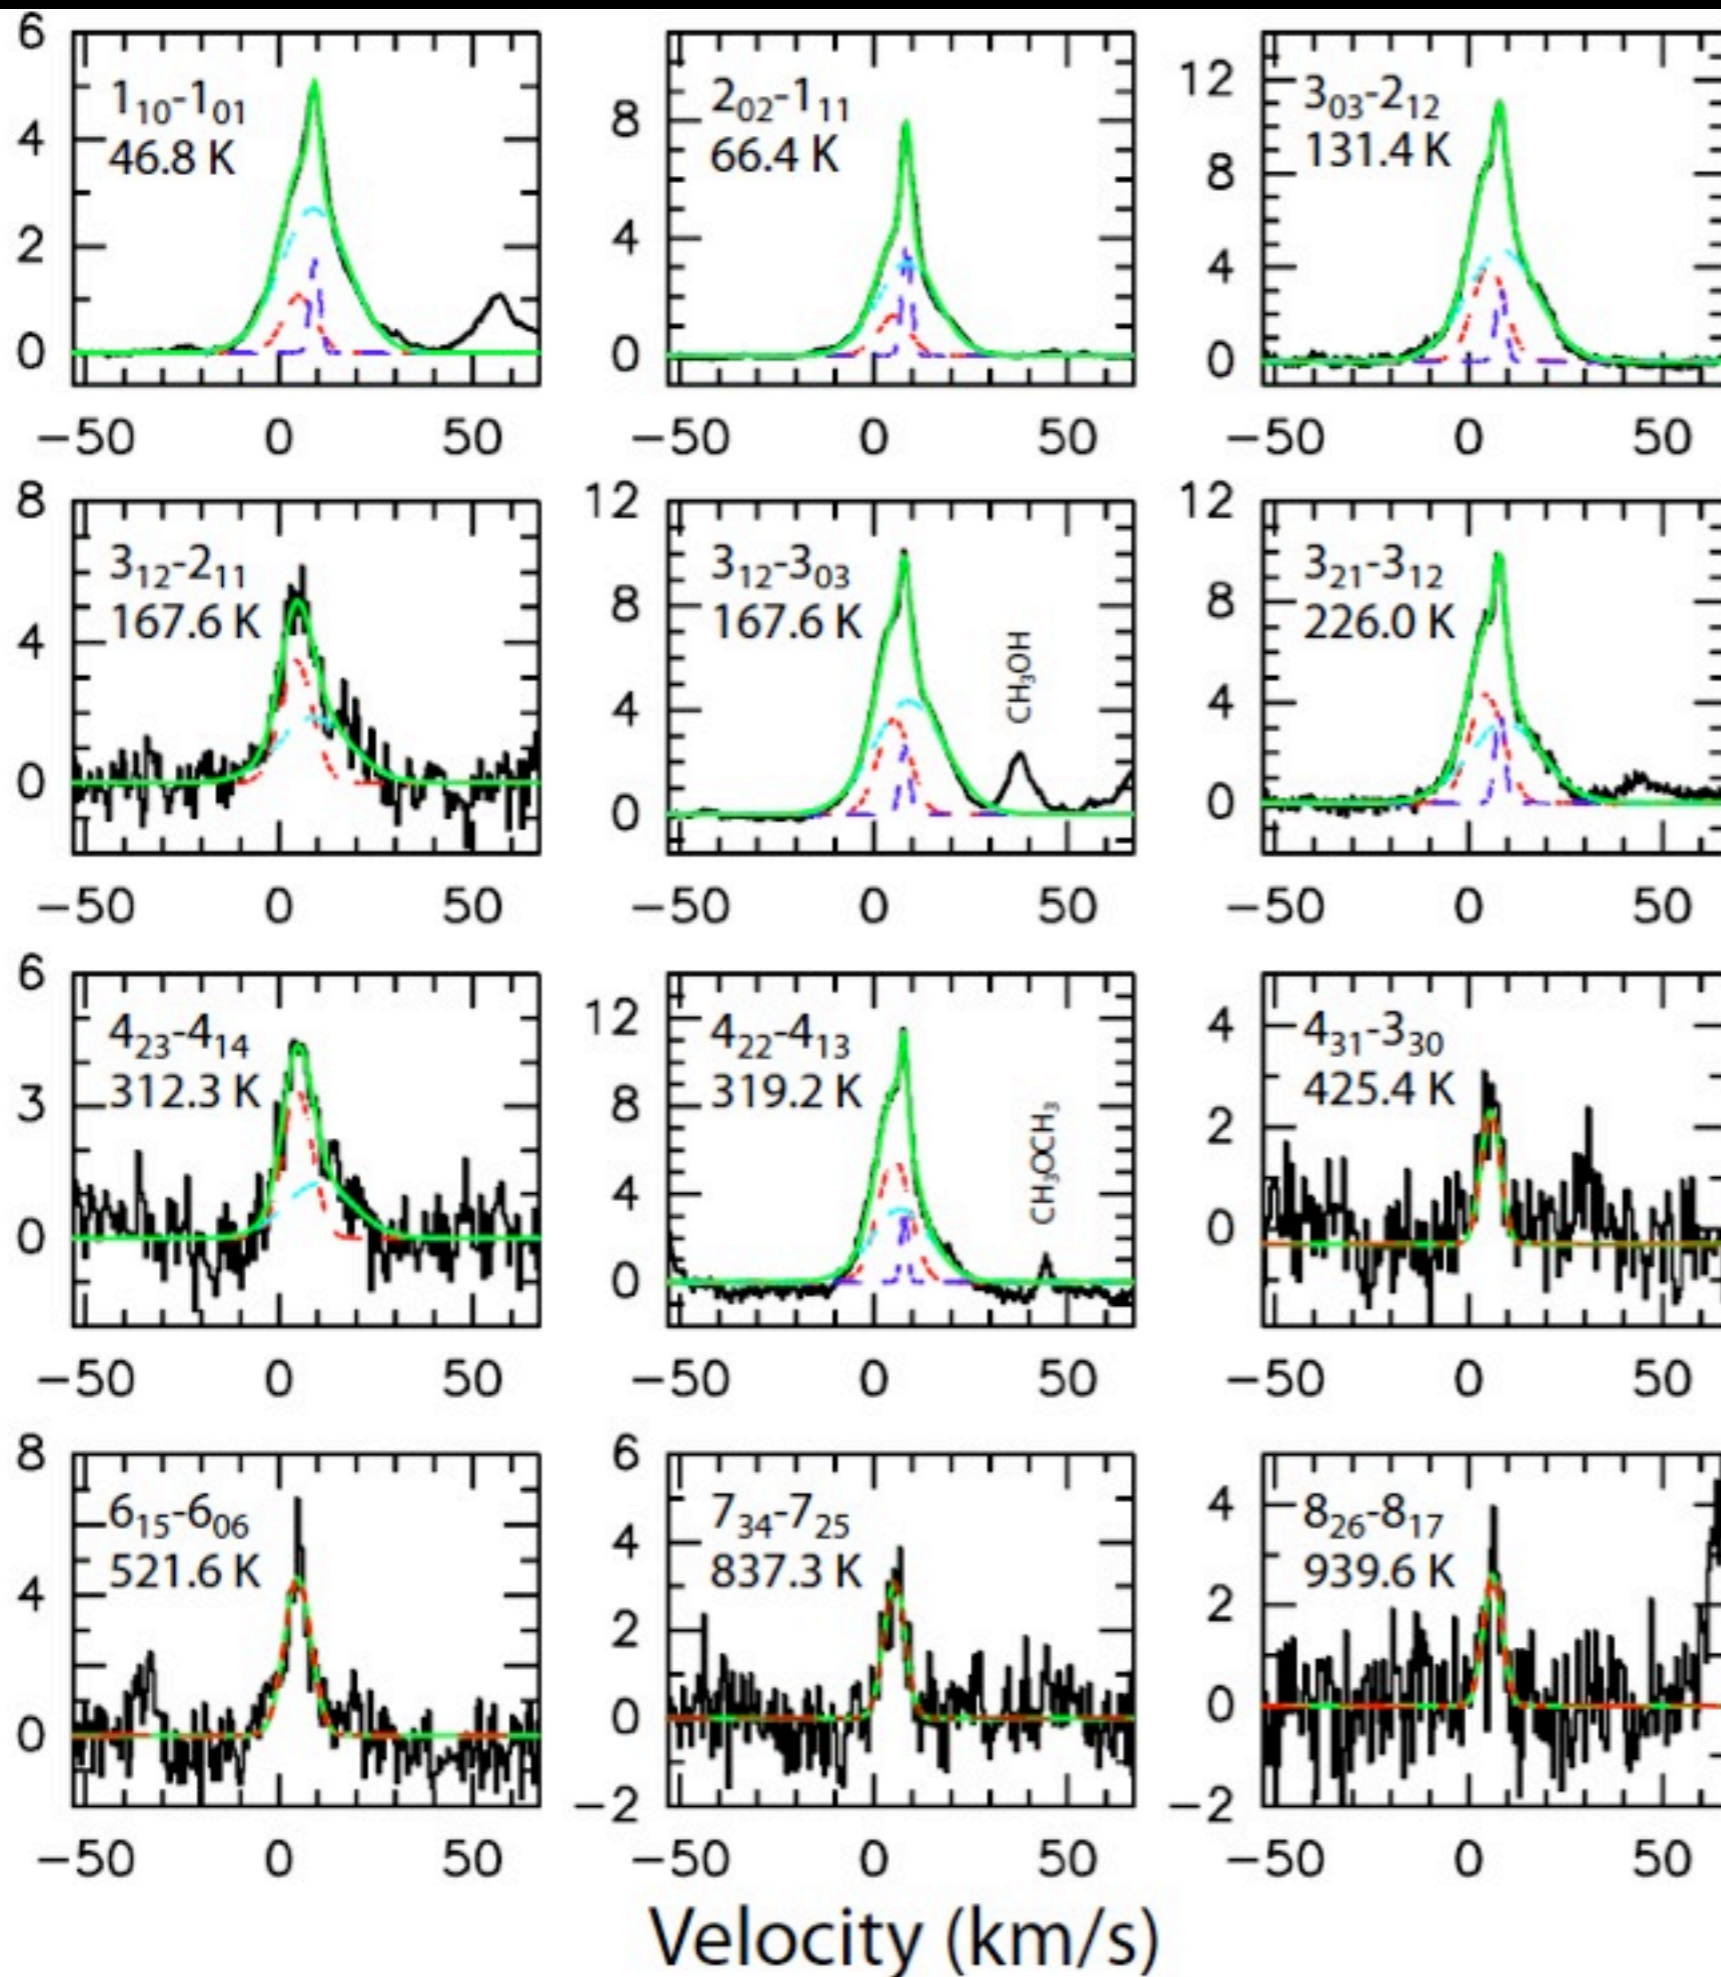 6
4
2
0
1₁₀-1₀₁
46.8 K
−50 0 50
8
4
0
2₀₂-1₁₁
66.4 K
−50 0 50
12
8
4
0
3₀₃-2₁₂
131.4 K
−50 0 50
8
4
0
3₁₂-2₁₁
167.6 K
−50 0 50
12
8
4
0
3₁₂-3₀₃
167.6 K
CH₃OH
−50 0 50
12
8
4
0
3₂₁-3₁₂
226.0 K
−50 0 50
6
3
0
4₂₃-4₁₄
312.3 K
−50 0 50
12
8
4
0
4₂₂-4₁₃
319.2 K
CH₃OCH₃
−50 0 50
4
2
0
4₃₁-3₃₀
425.4 K
−50 0 50
8
4
0
6₁₅-6₀₆
521.6 K
−50 0 50
6
4
2
0
−2
7₃₄-7₂₅
837.3 K
−50 0 50
4
2
0
−2
8₂₆-8₁₇
939.6 K
−50 0 50
Velocity (km/s)